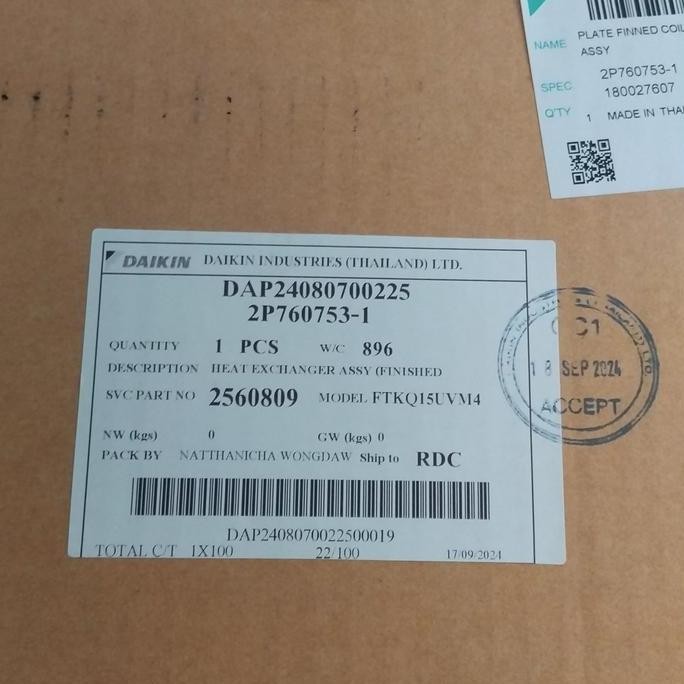 NAME PLATE FINNED COIL
ASSY
SPEC 2P760753-1
180027607
Q'TY 1 MADE IN THA
DAIKIN DAIKIN INDUSTRIES (THAILAND) LTD.
DAP24080700225
2P760753-1
QUANTITY 1 PCS W/C 896
DESCRIPTION HEAT EXCHANGER ASSY (FINISHED
SVC PART NO 2560809 MODEL FTKQ15UVM4
NW (kgs) 0 GW (kgs) 0
PACK BY NATTHANICHA WONGDAW Ship to RDC
DAP2408070022500019
TOTAL C/T 1X100 22/100 17/09/2024
18 SEP 2024
ACCEPT